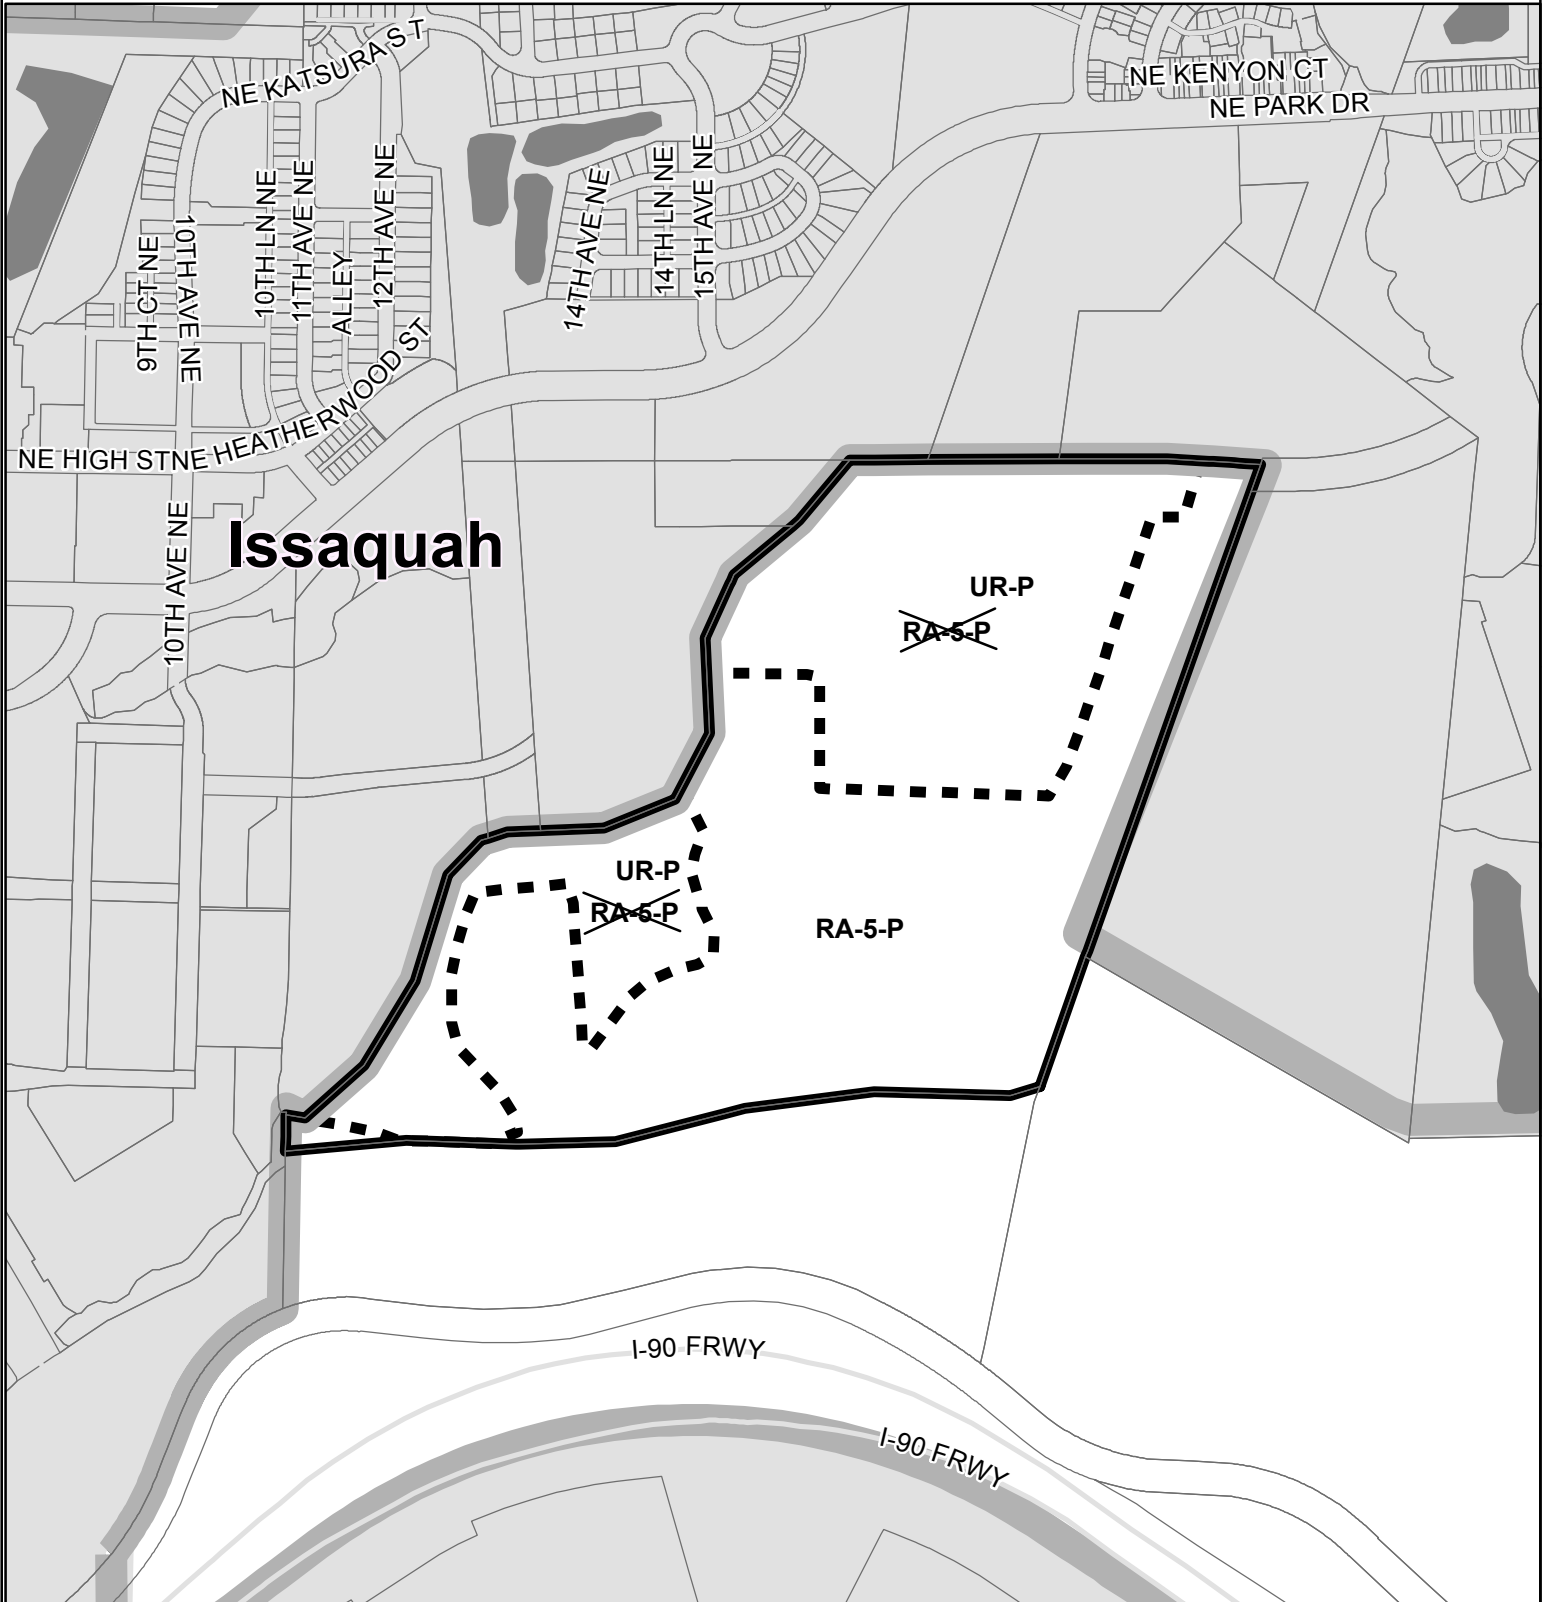 NE KATSURA ST
NE KENYON CT
NE PARK DR
9TH CT NE
10TH AVE NE
10TH LN NE
11TH AVE NE
ALLEY
12TH AVE NE
14TH AVE NE
14TH LN NE
15TH AVE NE
NE HIGH ST
NE HEATHERWOOD ST
10TH AVE NE
Issaquah
UR-P
RA-5-P
UR-P
RA-5-P
RA-5-P
I-90 FRWY
I-90 FRWY